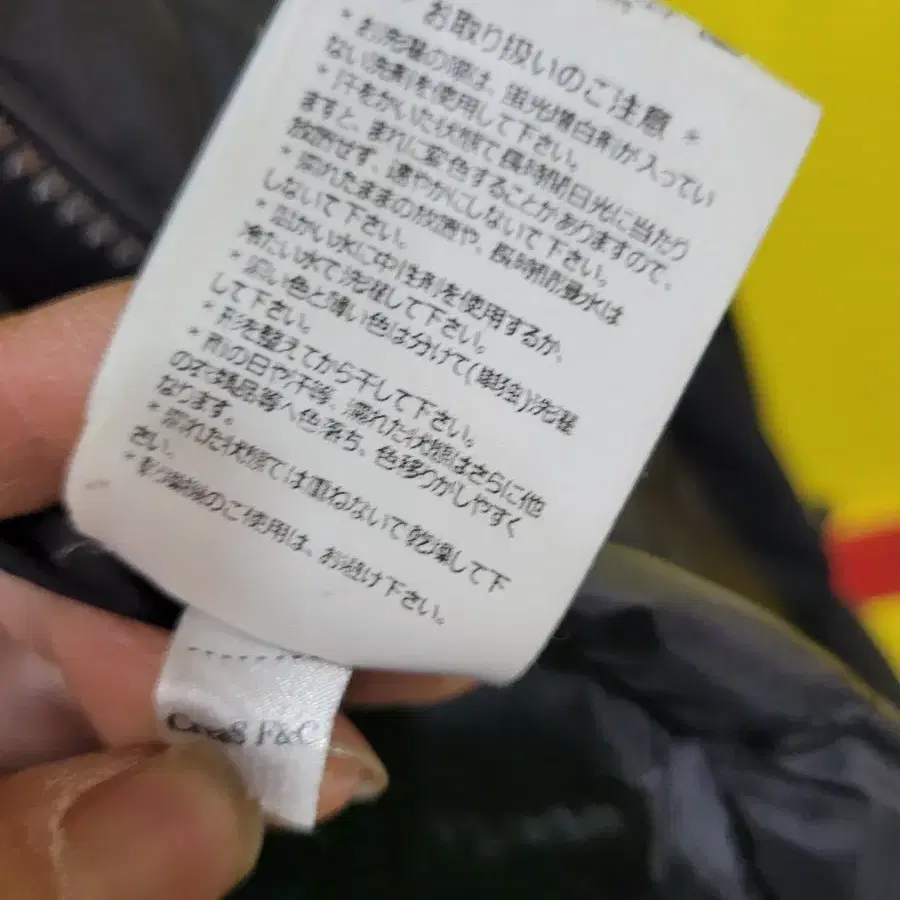 お取り扱いのご注意 *
* お洗濯の際は、蛍光増白剤が入ってい
ない洗剤を使用して下さい。
* 汗をかいた状態で長時間日光に当たり
ますと、まれに変色することがありますので、
放置せず、速やかにしないで下さい。
* 濡れたままの放置や、長時間浸水は
しないで下さい。
* 温かい水に中性剤を使用するか、
冷たい水で洗濯して下さい。
* 濃い色と薄い色は分けて(単独)洗濯
して下さい。
* 形を整えてから干して下さい。
* 雨の日や汗等、濡れた状態はさらに他
の衣類品等へ色落ち、色移りがしやすく
なります。
* 濡れた状態では重ねないで乾燥して下
さい。
のご使用は、お避け下さい。
F&C